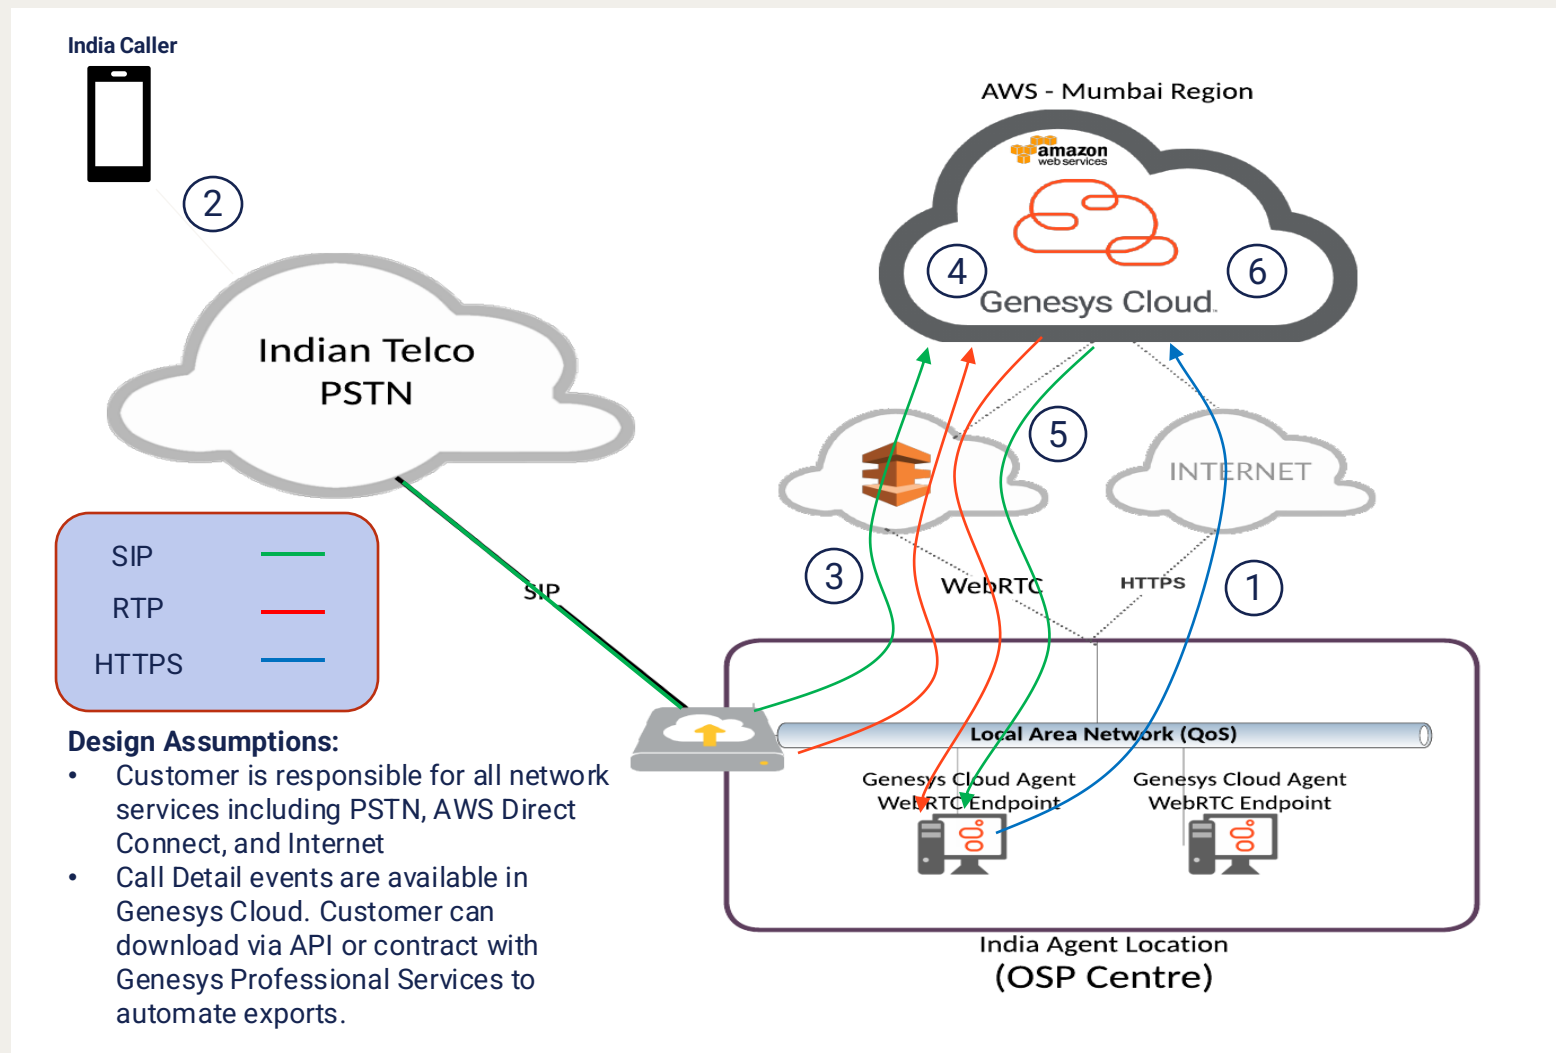 India Caller
2
Indian Telco
PSTN
SIP
RTP
HTTPS
SIP
Design Assumptions:
• Customer is responsible for all network
services including PSTN, AWS Direct
Connect, and Internet
• Call Detail events are available in
Genesys Cloud. Customer can
download via API or contract with
Genesys Professional Services to
automate exports.
AWS - Mumbai Region
amazon
web services
4
6
Genesys Cloud
5
INTERNET
3
WebRTC
HTTPS
1
Local Area Network (QoS)
Genesys Cloud Agent
WebRTC Endpoint
Genesys Cloud Agent
WebRTC Endpoint
India Agent Location
(OSP Centre)